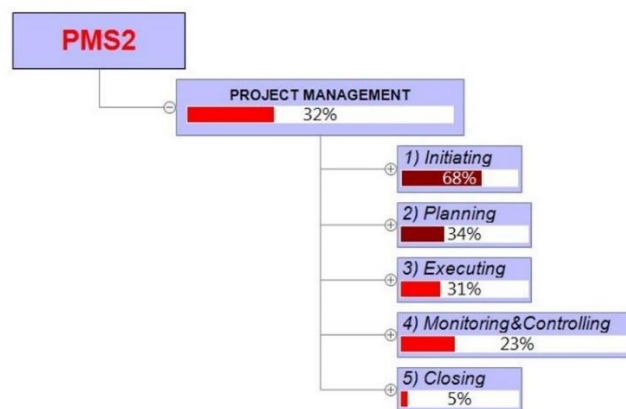 PMS2
PROJECT MANAGEMENT
32%
1) Initiating
68%
2) Planning
34%
3) Executing
31%
4) Monitoring&Controlling
23%
5) Closing
5%